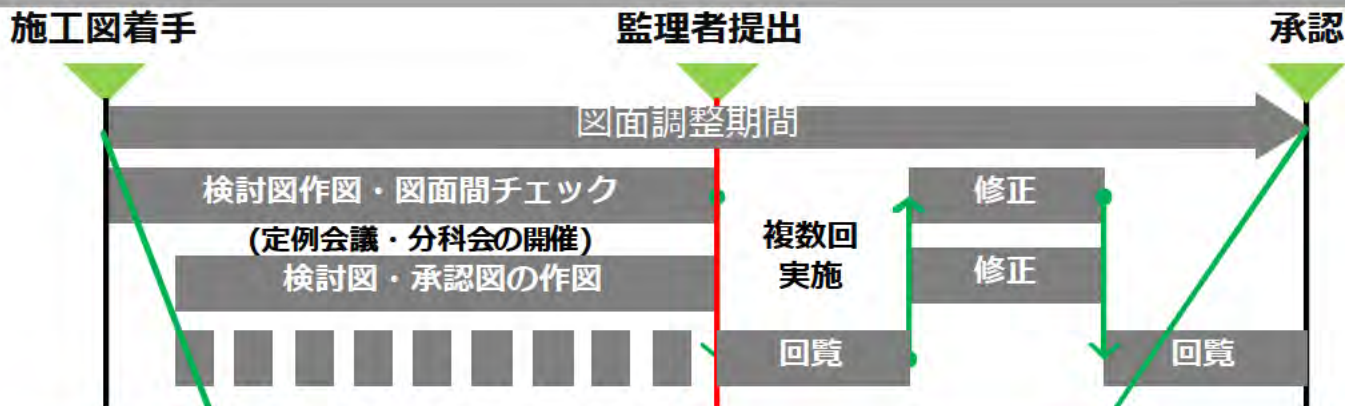 施工図着手
監理者提出
承認
図面調整期間
検討図作図・図面間チェック
(定例会議・分科会の開催)
検討図・承認図の作図
複数回
実施
修正
修正
回覧
回覧